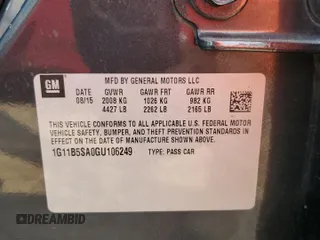 MFD BY GENERAL MOTORS LLC
GM
DATE GVWR GAWR FRT GAWR RR
08/15 2008 KG 1026 KG 982 KG
4427 LB 2262 LB 2165 LB
THIS VEHICLE CONFORMS TO ALL APPLICABLE U.S. FEDERAL MOTOR
VEHICLE SAFETY, BUMPER, AND THEFT PREVENTION STANDARDS IN
EFFECT ON THE DATE OF MANUFACTURE SHOWN ABOVE.
1G11B5SA0GU106249 TYPE: PASS CAR
DREAMBID